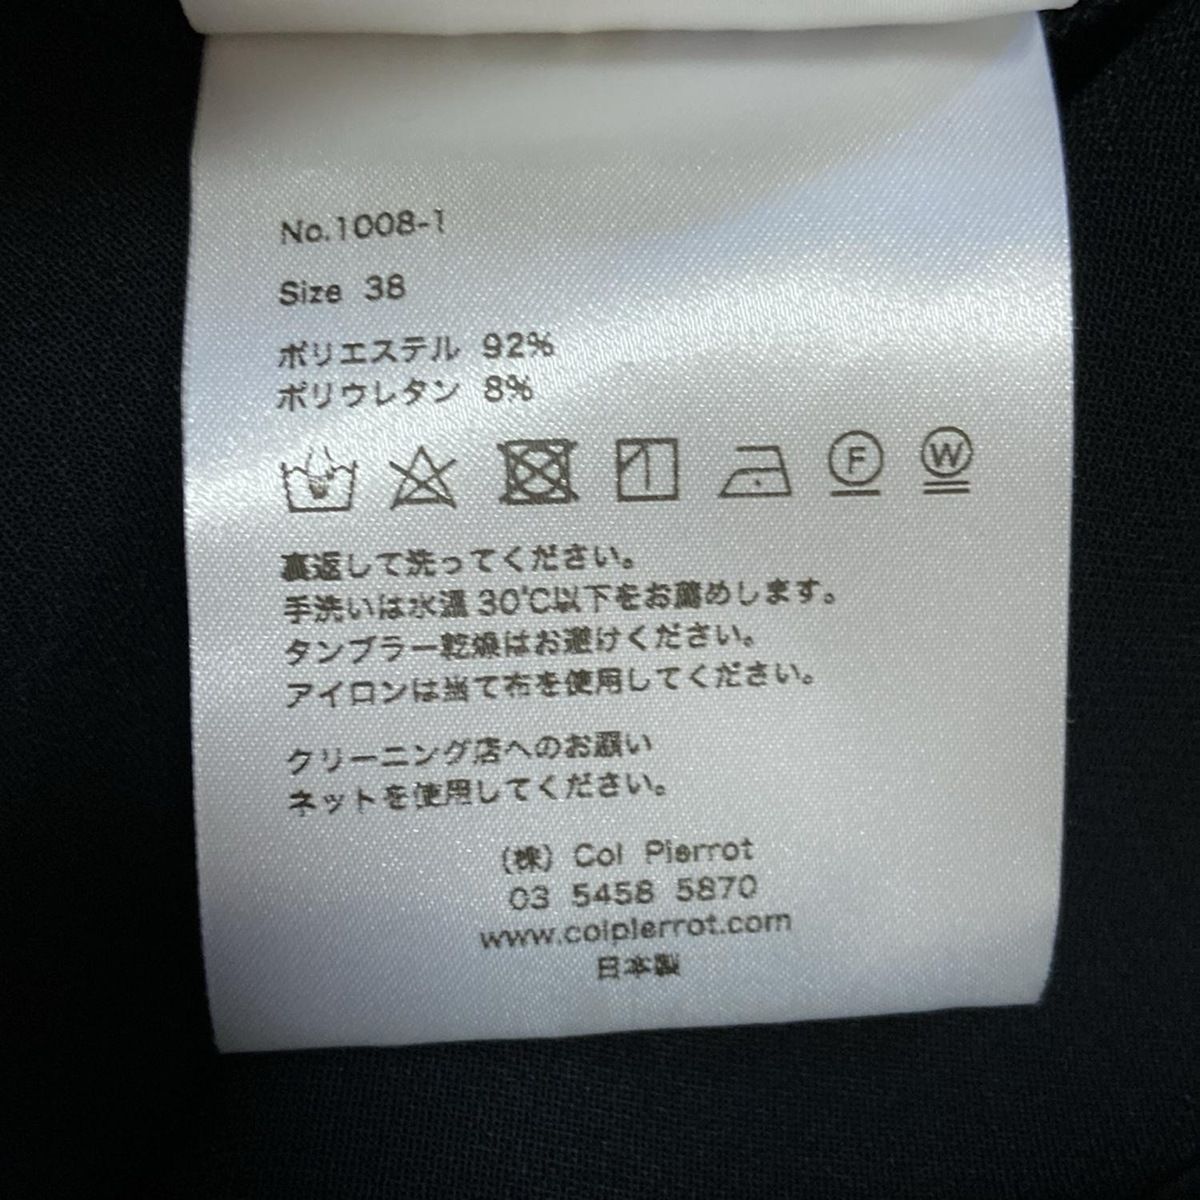 No.1008-1
Size 38
ポリエステル 92%
ポリウレタン 8%
F W
裏返して洗ってください。
手洗いは水温30℃以下をお薦めします。
タンブラー乾燥はお避けください。
アイロンは当て布を使用してください。
クリーニング店へのお願い
ネットを使用してください。
(株) Col Pierrot
03 5458 5870
www.colpierrot.com
日本製